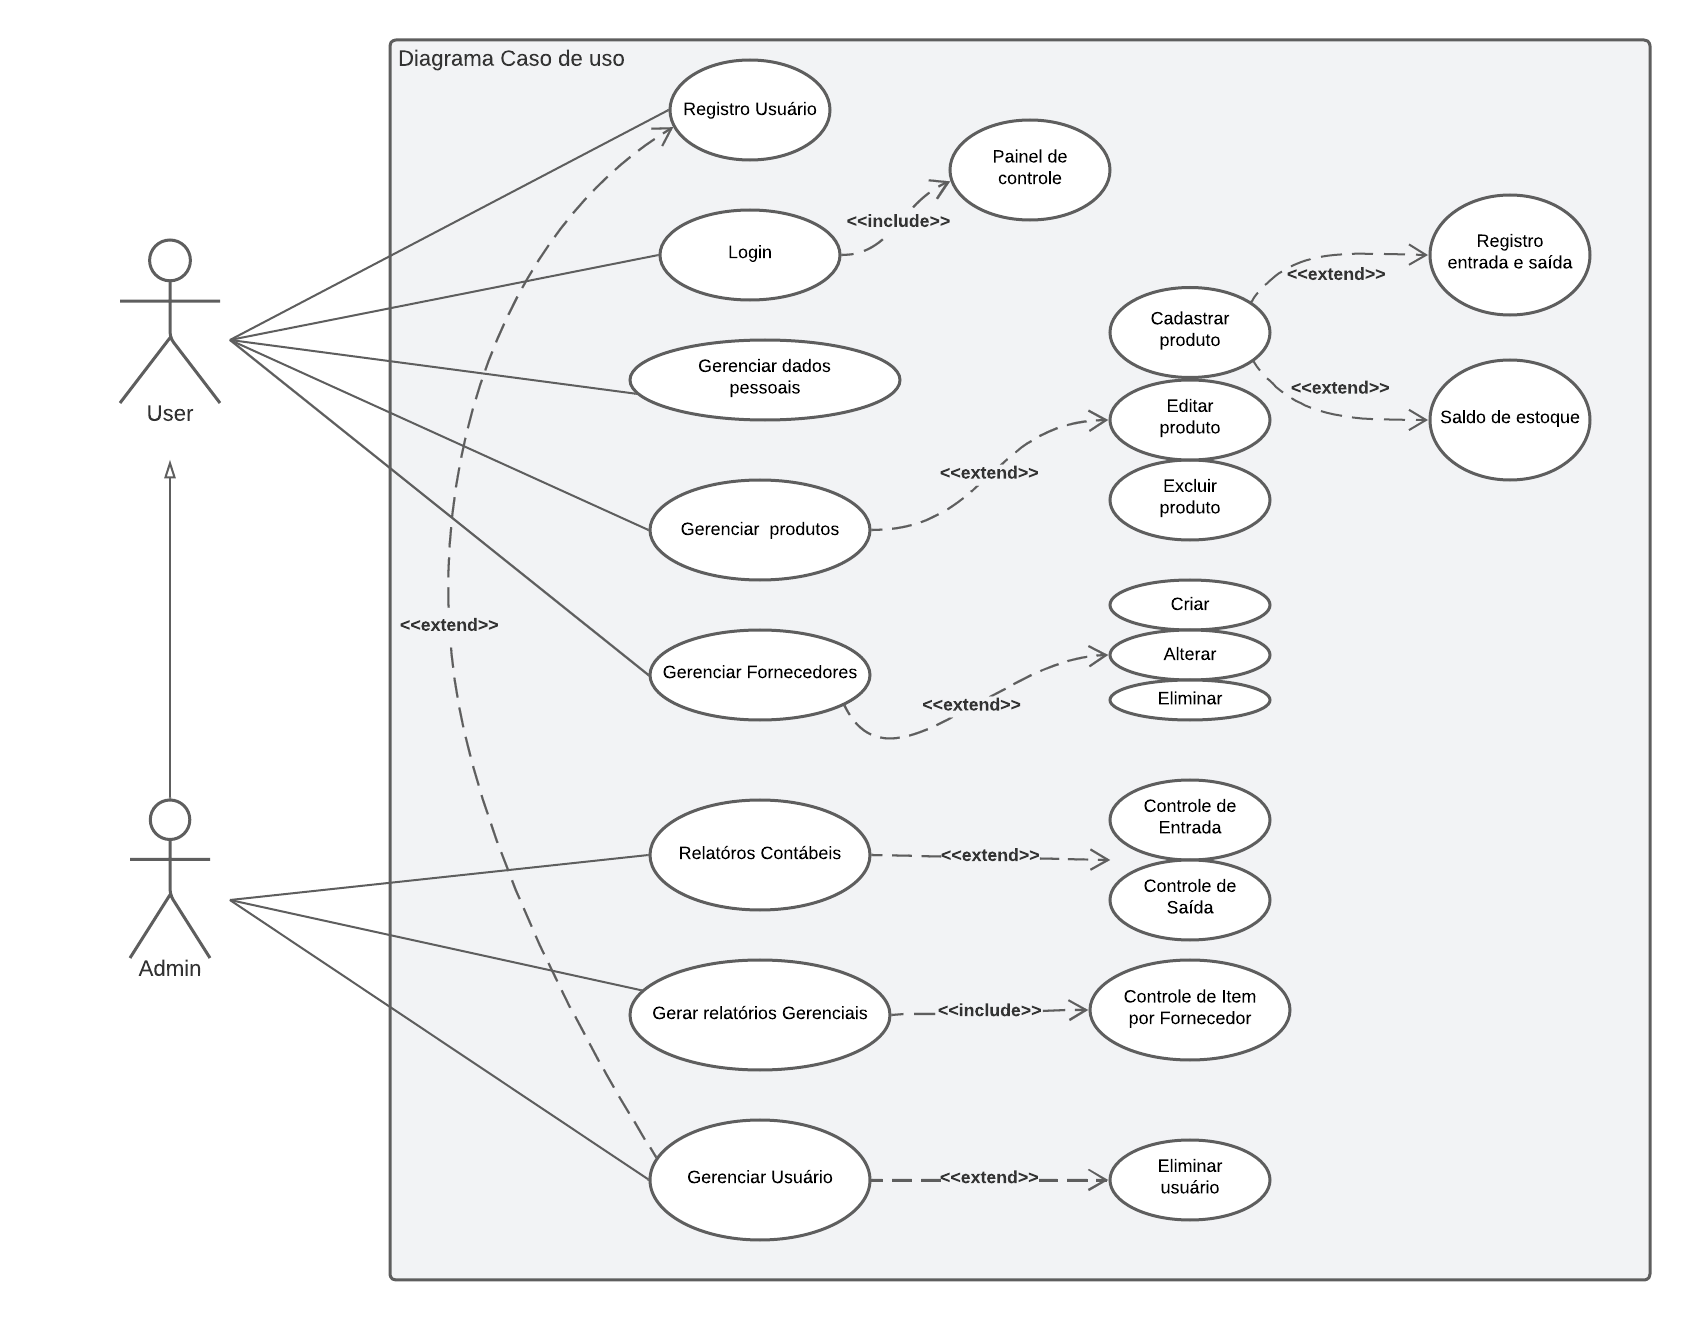 Diagrama Caso de uso
Registro Usuário
Painel de
controle
<<include>>
Login
Registro
entrada e saída
<<extend>>
Cadastrar
produto
User
Gerenciar dados
pessoais
<<extend>>
Editar
produto
Saldo de estoque
<<extend>>
Excluir
produto
Gerenciar  produtos
Criar
<<extend>>
Alterar
Gerenciar Fornecedores
Eliminar
<<extend>>
Controle de
Entrada
Relatóros Contábeis
<<extend>>
Controle de
Saída
Admin
Gerar relatórios Gerenciais
<<include>>
Controle de Item
por Fornecedor
Gerenciar Usuário
<<extend>>
Eliminar
usuário